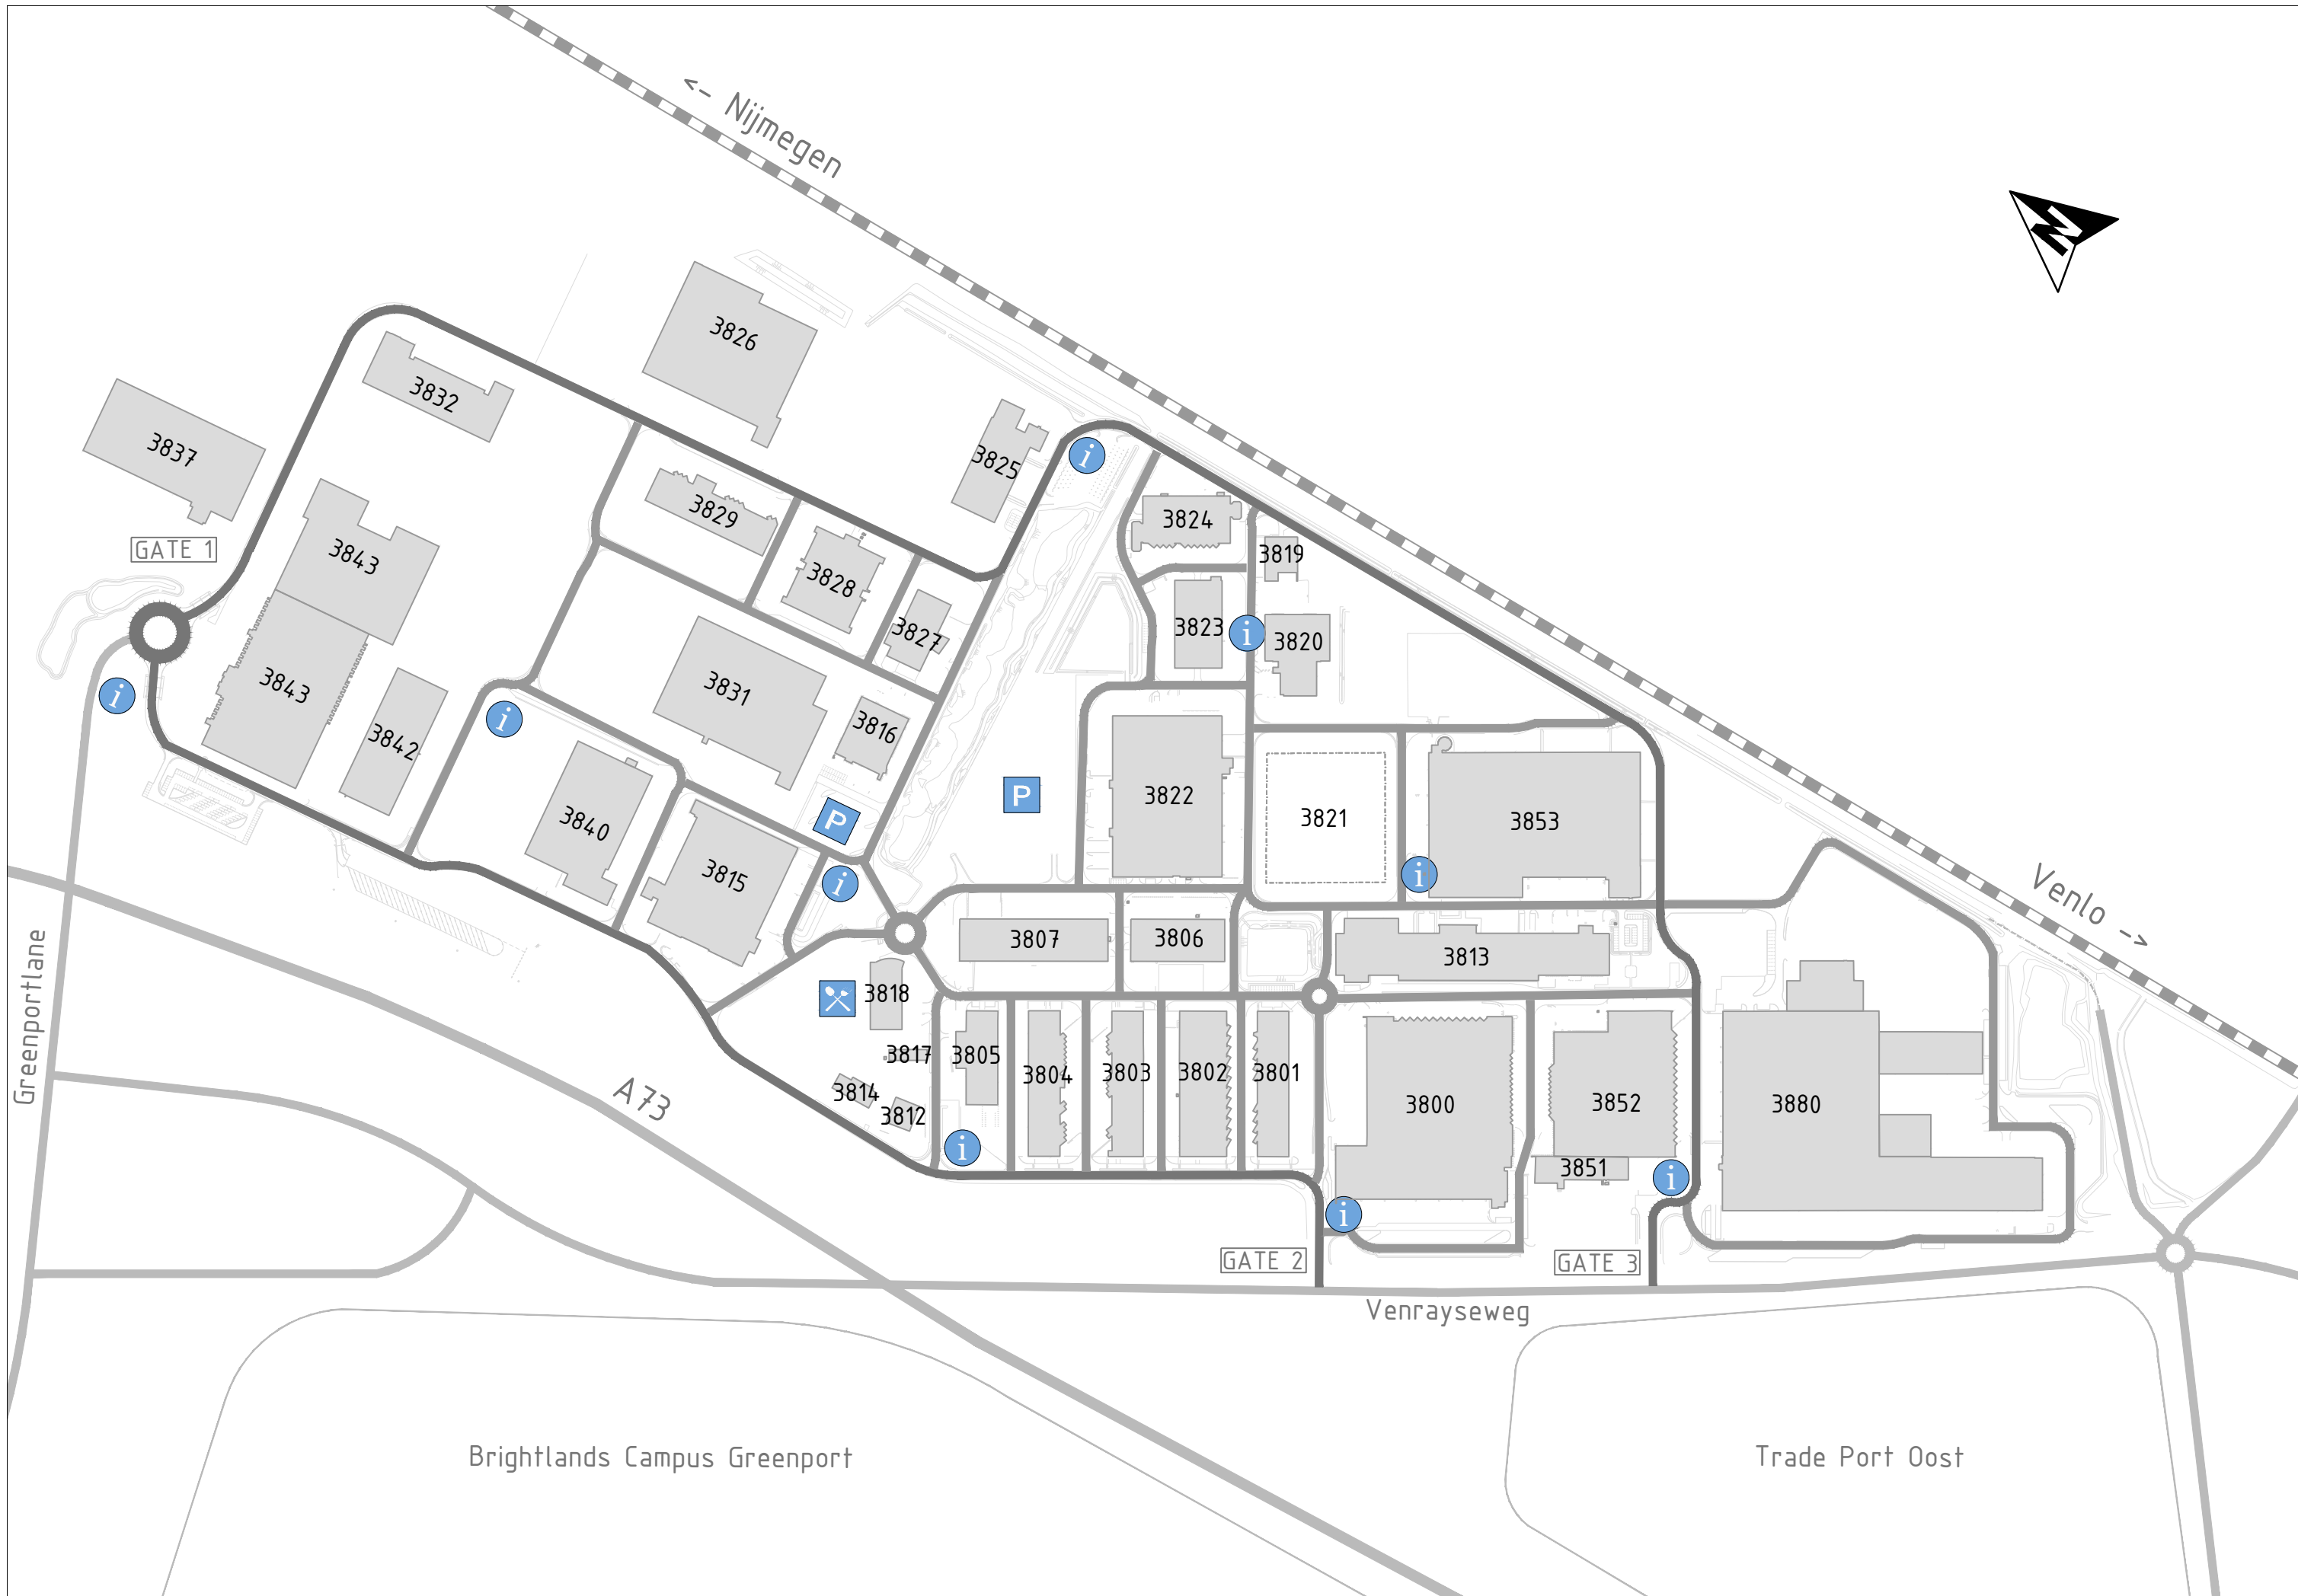 <- Nijmegen
N
3826
3832
3837
3825
3829
3824
GATE 1
3843
3819
3828
3823
3827
3820
3843
3831
i
i
3816
i
3842
i
3822
P
3821
3853
P
3840
3815
i
i
Venlo ->
3807
3806
3813
Greenportlane
3818
3817
3805
3804
3803
3802
3801
3800
3852
3880
A73
3814
3812
i
3851
i
i
GATE 2
GATE 3
Venrayseweg
Brightlands Campus Greenport
Trade Port Oost